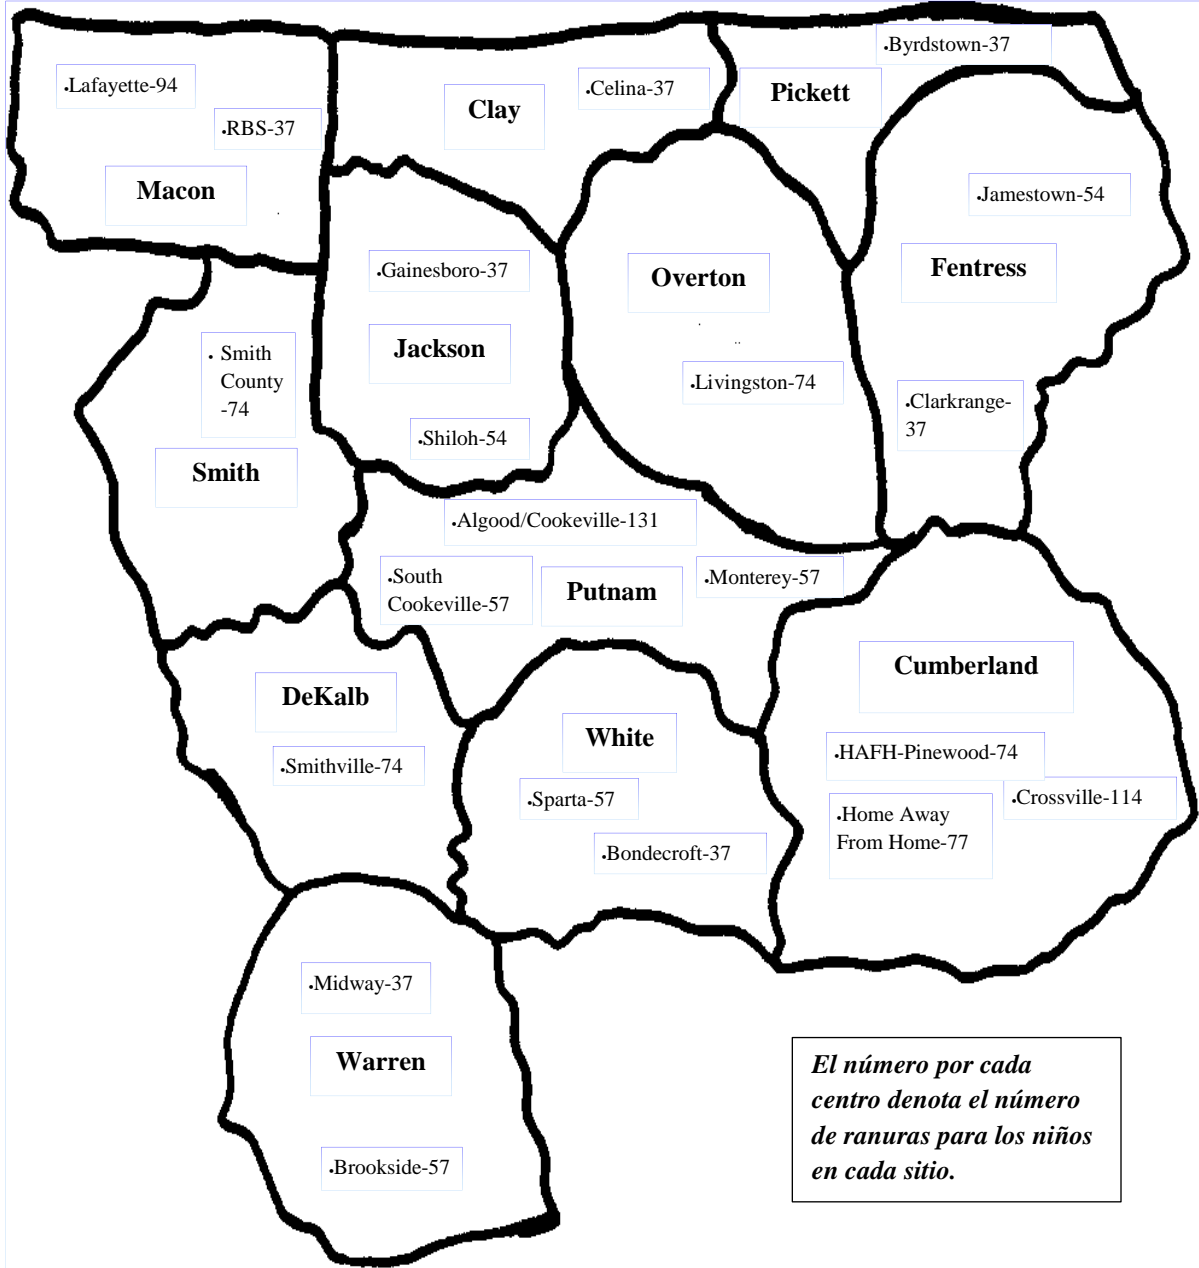 •Byrdstown-37
•Lafayette-94
•Celina-37
Pickett
Clay
•RBS-37
Macon
•Jamestown-54
•Gainesboro-37
Overton
Fentress
• Smith
County
-74
Jackson
•Livingston-74
•Clarkrange-
37
•Shiloh-54
Smith
•Algood/Cookeville-131
•South
Cookeville-57
Putnam
•Monterey-57
Cumberland
DeKalb
White
•HAFH-Pinewood-74
•Smithville-74
•Sparta-57
•Crossville-114
•Home Away
From Home-77
•Bondecroft-37
•Midway-37
Warren
•Brookside-57
El número por cada
centro denota el número
de ranuras para los niños
en cada sitio.